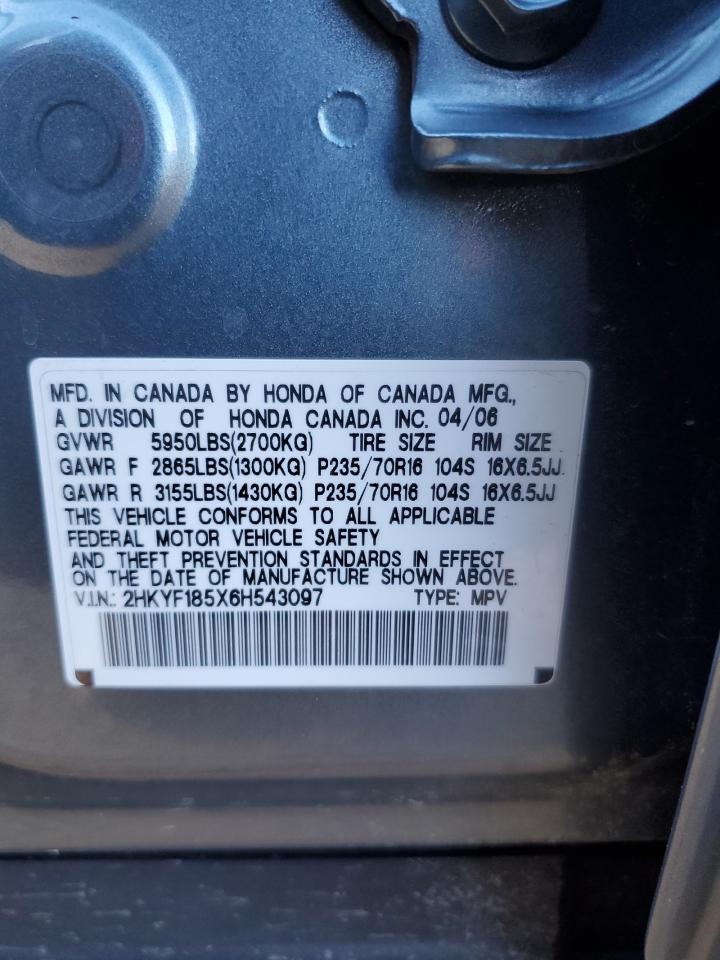 MFD. IN CANADA BY HONDA OF CANADA MFG.,
A DIVISION OF HONDA CANADA INC. 04/06
GVWR 5950LBS(2700KG) TIRE SIZE RIM SIZE
GAWR F 2865LBS(1300KG) P235/70R16 104S 16X6.5JJ
GAWR R 3155LBS(1430KG) P235/70R16 104S 16X6.5JJ
THIS VEHICLE CONFORMS TO ALL APPLICABLE
FEDERAL MOTOR VEHICLE SAFETY
AND THEFT PREVENTION STANDARDS IN EFFECT
ON THE DATE OF MANUFACTURE SHOWN ABOVE.
V.I.N.: 2HKYF185X6H543097 TYPE: MPV